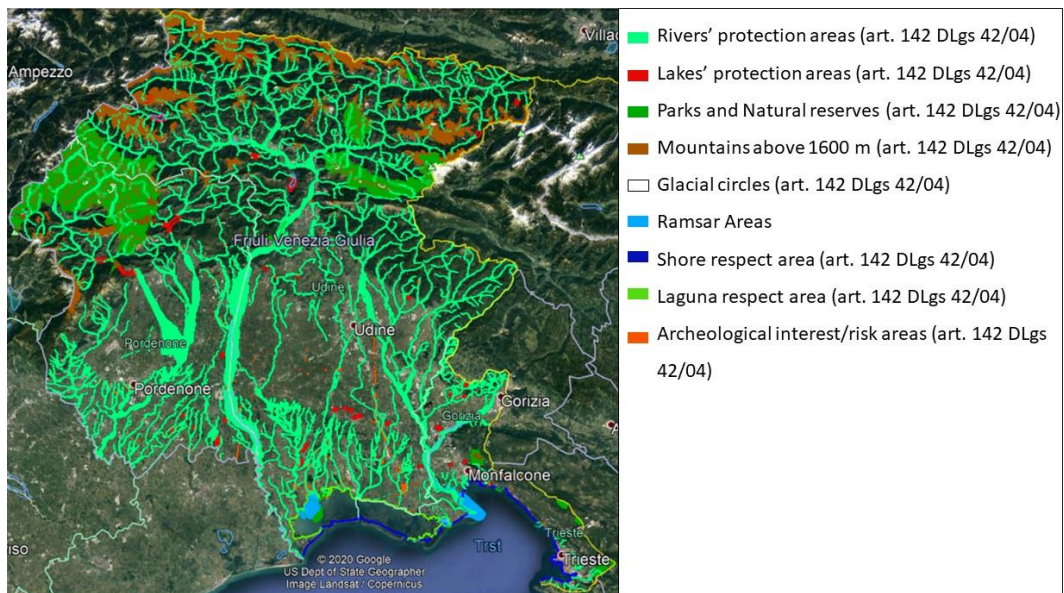 Villac
Ampezzo
Friuli Venezia Giulia
Udine
Udine
Pordenone
Pordenone
Gorizia
Gorizia
Monfalcone
Trieste
Trieste
Trst
iso
© 2020 Google
US Dept of State Geographer
Image Landsat / Copernicus
Rivers’ protection areas (art. 142 DLgs 42/04)
Lakes’ protection areas (art. 142 DLgs 42/04)
Parks and Natural reserves (art. 142 DLgs 42/04)
Mountains above 1600 m (art. 142 DLgs 42/04)
Glacial circles (art. 142 DLgs 42/04)
Ramsar Areas
Shore respect area (art. 142 DLgs 42/04)
Laguna respect area (art. 142 DLgs 42/04)
Archeological interest/risk areas (art. 142 DLgs
42/04)